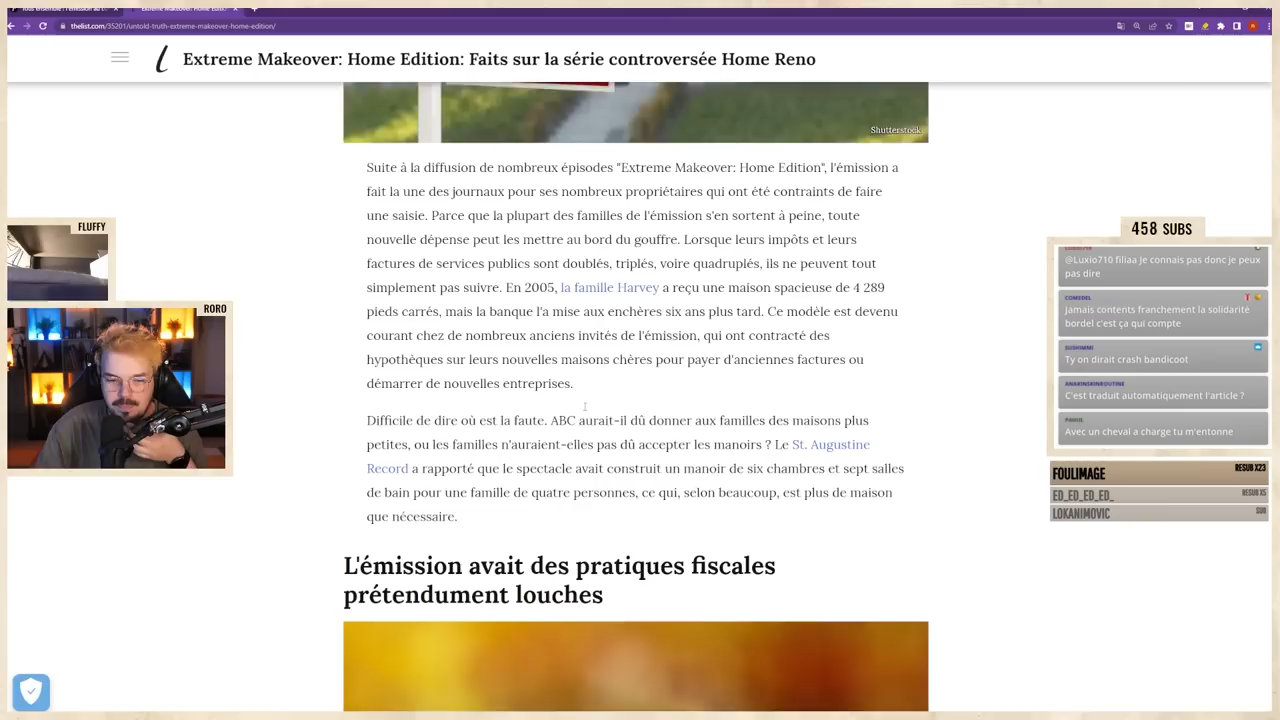 thelist.com/35201/untold-truth-extreme-makeover-home-edition/
Extreme Makeover: Home Edition: Faits sur la série controversée Home Reno
Shutterstock
Suite à la diffusion de nombreux épisodes "Extreme Makeover: Home Edition", l'émission a
fait la une des journaux pour ses nombreux propriétaires qui ont été contraints de faire
une saisie. Parce que la plupart des familles de l'émission s'en sortent à peine, toute
nouvelle dépense peut les mettre au bord du gouffre. Lorsque leurs impôts et leurs
factures de services publics sont doublés, triplés, voire quadruplés, ils ne peuvent tout
simplement pas suivre. En 2005, la famille Harvey a reçu une maison spacieuse de 4 289
pieds carrés, mais la banque l'a mise aux enchères six ans plus tard. Ce modèle est devenu
courant chez de nombreux anciens invités de l'émission, qui ont contracté des
hypothèques sur leurs nouvelles maisons chères pour payer d'anciennes factures ou
démarrer de nouvelles entreprises.
Difficile de dire où est la faute. ABC aurait-il dû donner aux familles des maisons plus
petites, ou les familles n'auraient-elles pas dû accepter les manoirs ? Le St. Augustine
Record a rapporté que le spectacle avait construit un manoir de six chambres et sept salles
de bain pour une famille de quatre personnes, ce qui, selon beaucoup, est plus de maison
que nécessaire.
L'émission avait des pratiques fiscales
prétendument louches
FLUFFY
RORO
458 SUBS
@Luxio710 filiaa Je connais pas donc je peux
pas dire
COMEDEL
Jamais contents franchement la solidarité
bordel c'est ça qui compte
Ty on dirait crash bandicoot
ANAKINSKINROUTINE
C'est traduit automatiquement l'article ?
Avec un cheval a charge tu m'entonne
FOULIMAGE
RESUB X23
ED_ED_ED_ED_
RESUB X5
LOKANIMOVIC
SUB